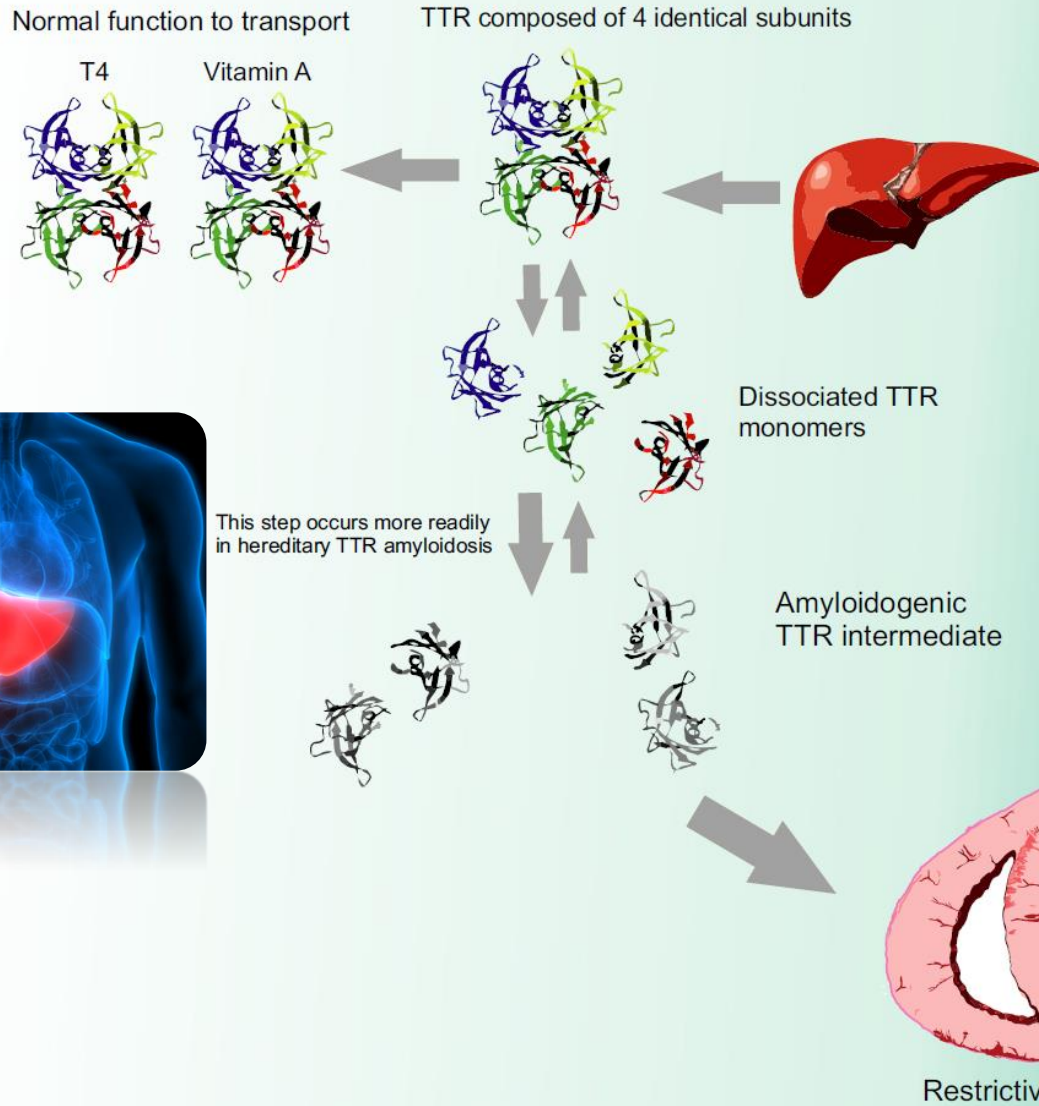 Normal function to transport
TTR composed of 4 identical subunits
T4
Vitamin A
Dissociated TTR
monomers
This step occurs more readily
in hereditary TTR amyloidosis
Amyloidogenic
TTR intermediate
Restrictiv